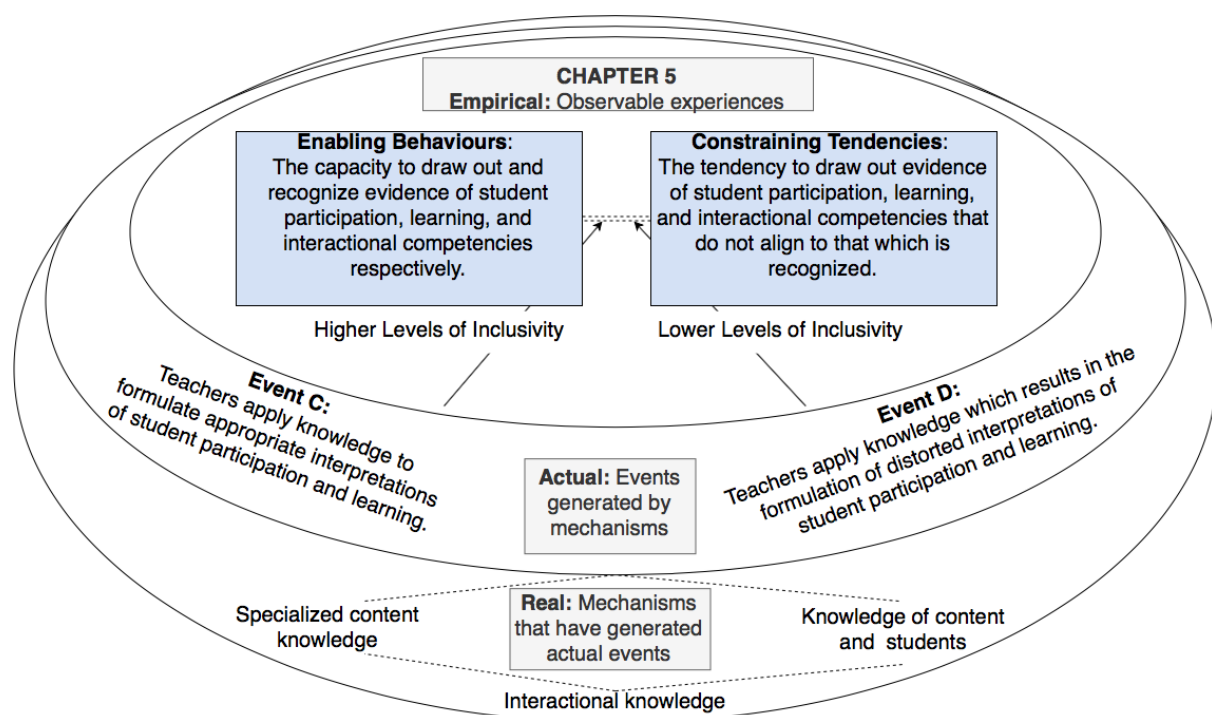 CHAPTER 5
Empirical: Observable experiences
Enabling Behaviours:
The capacity to draw out and
recognize evidence of student
participation, learning, and
interactional competencies
respectively.
Constraining Tendencies:
The tendency to draw out evidence
of student participation, learning,
and interactional competencies that
do not align to that which is
recognized.
Higher Levels of Inclusivity
Lower Levels of Inclusivity
Event C:
Teachers apply knowledge to
formulate appropriate interpretations
of student participation and learning.
Event D:
Teachers apply knowledge which results in the
formulation of distorted interpretations of
student participation and learning.
Actual: Events
generated by
mechanisms
Specialized content
knowledge
Real: Mechanisms
that have generated
actual events
Knowledge of content
and students
Interactional knowledge